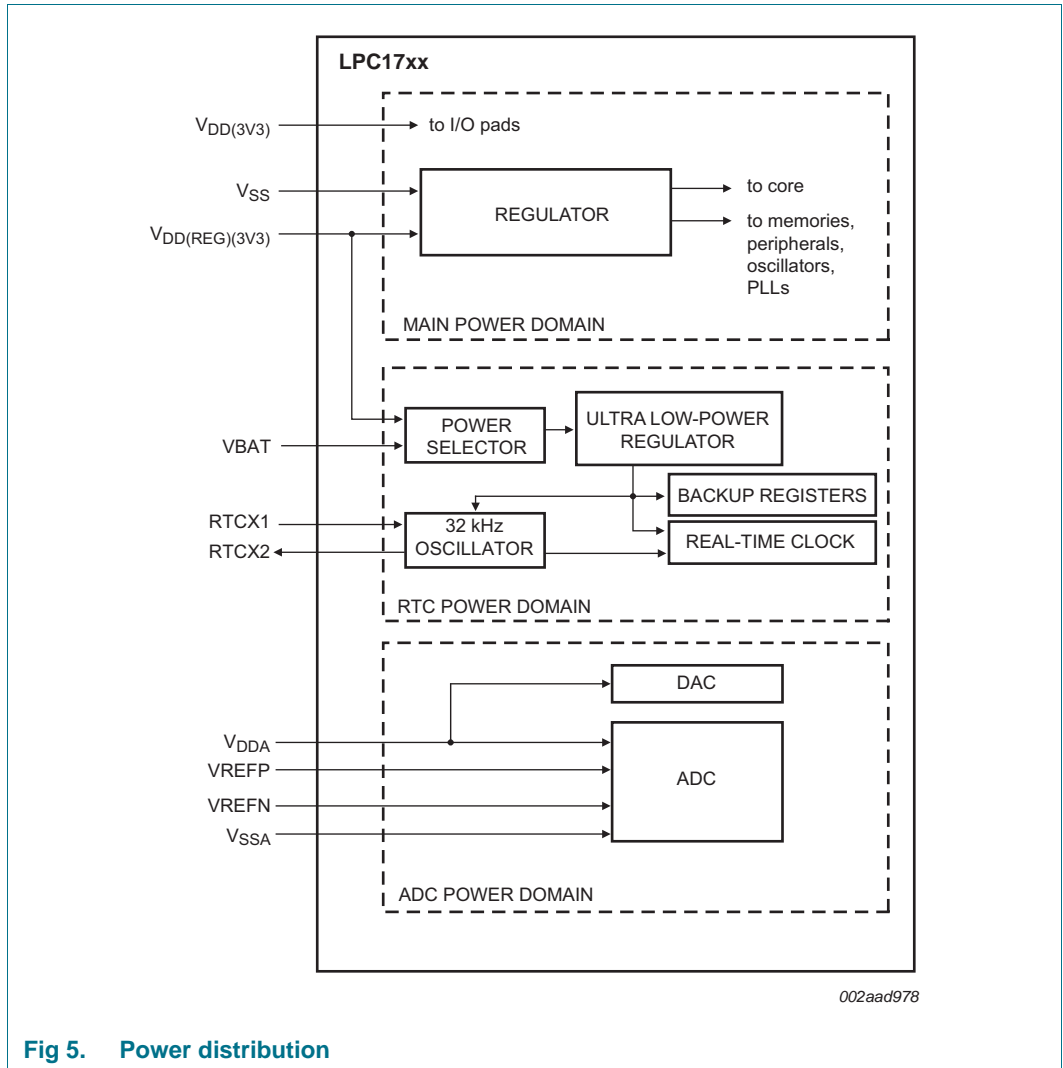 LPC17xx
VDD(3V3)
to I/O pads
VSS
VDD(REG)(3V3)
REGULATOR
to core
to memories,
peripherals,
oscillators,
PLLs
MAIN POWER DOMAIN
VBAT
POWER
SELECTOR
ULTRA LOW-POWER
REGULATOR
BACKUP REGISTERS
RTCX1
RTCX2
32 kHz
OSCILLATOR
REAL-TIME CLOCK
RTC POWER DOMAIN
DAC
VDDA
VREFP
VREFN
VSSA
ADC
ADC POWER DOMAIN
002aad978
Fig 5. Power distribution